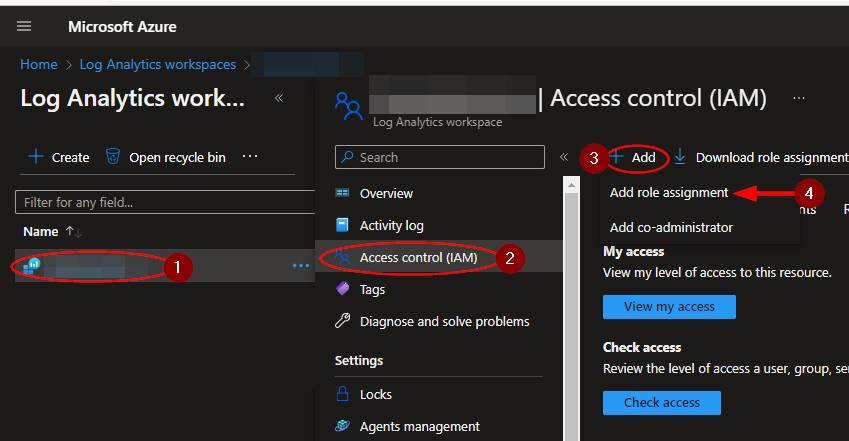 Microsoft Azure
Home > Log Analytics workspaces >
Log Analytics work... «
| Access control (IAM) ...
Log Analytics workspace
+ Create Open recycle bin ...
Filter for any field...
Name ↑↓
1
...
Search «
Overview
Activity log
Access control (IAM) 2
Tags
Diagnose and solve problems
Settings
Locks
Agents management
3 + Add Download role assignment
Add role assignment 4
Add co-administrator
nts R
My access
View my level of access to this resource.
View my access
Check access
Review the level of access a user, group, se
Check access